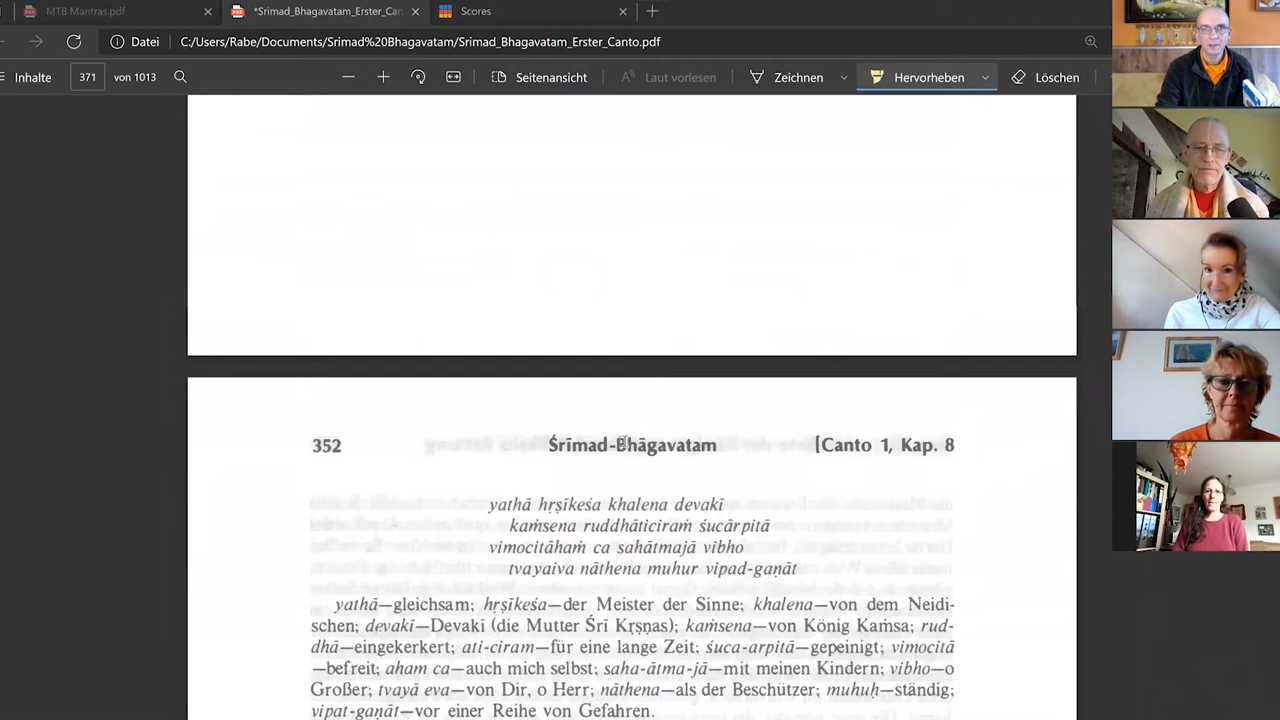 MTB Mantras.pdf
*Srimad_Bhagavatam_Erster_Can
Scores
Datei
C:/Users/Rabe/Documents/Srimad%20Bhagavatam/Srimad_Bhagavatam_Erster_Canto.pdf
Inhalte
371
von 1013
Seitenansicht
Laut vorlesen
Zeichnen
Hervorheben
Löschen
352
Śrīmad-Bhāgavatam
[Canto 1, Kap. 8
yathā hṛṣīkeśa khalena devakī
kaṁsena ruddhāticiraṁ śucārpitā
vimocitāhaṁ ca sahātmajā vibho
tvayaiva nāthena muhur vipad-gaṇāt
yathā—gleichsam; hṛṣīkeśa—der Meister der Sinne; khalena—von dem Neidi-
schen; devakī—Devakī (die Mutter Śrī Kṛṣṇas); kaṁsena—von König Kaṁsa; rud-
dhā—eingekerkert; ati-ciram—für eine lange Zeit; śuca-arpitā—gepeinigt; vimocitā
—befreit; aham ca—auch mich selbst; saha-ātma-jā—mit meinen Kindern; vibho—o
Großer; tvayā eva—von Dir, o Herr; nāthena—als der Beschützer; muhuḥ—ständig;
vipat-gaṇāt—vor einer Reihe von Gefahren.